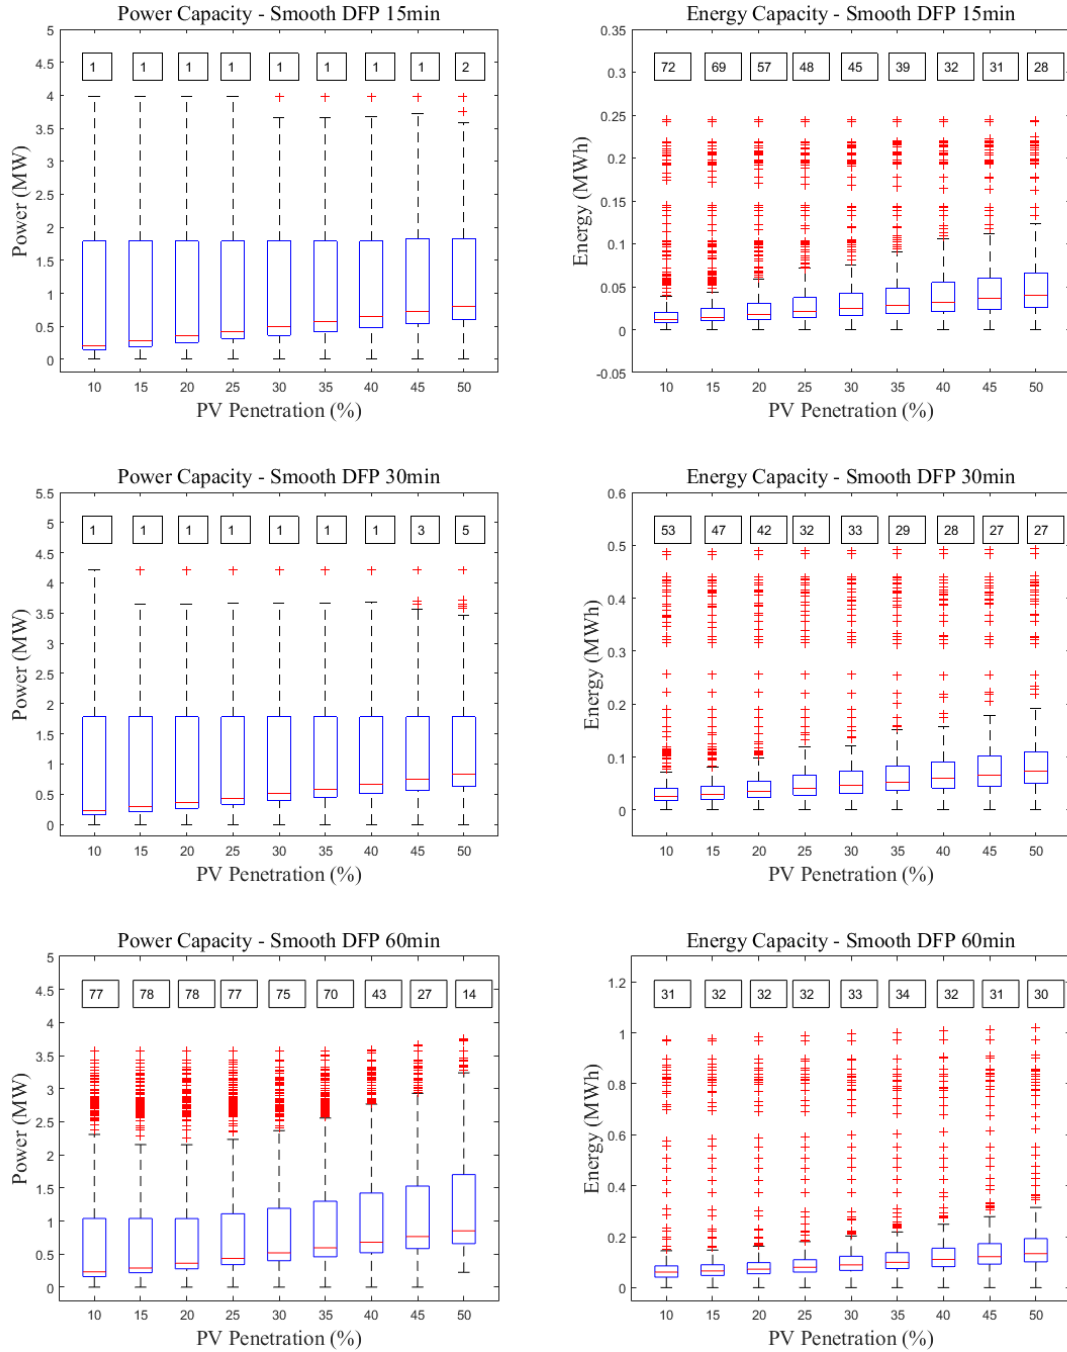 Power Capacity - Smooth DFP 15min
5
4.5
4
3.5
3
2.5
2
1.5
1
0.5
0
Power (MW)
1 1 1 1 1 1 1 1 2
10 15 20 25 30 35 40 45 50
PV Penetration (%)
Energy Capacity - Smooth DFP 15min
0.35
0.3
0.25
0.2
0.15
0.1
0.05
0
-0.05
Energy (MWh)
72 69 57 48 45 39 32 31 28
10 15 20 25 30 35 40 45 50
PV Penetration (%)
Power Capacity - Smooth DFP 30min
5.5
5
4.5
4
3.5
3
2.5
2
1.5
1
0.5
0
Power (MW)
1 1 1 1 1 1 1 3 5
10 15 20 25 30 35 40 45 50
PV Penetration (%)
Energy Capacity - Smooth DFP 30min
0.6
0.5
0.4
0.3
0.2
0.1
0
Energy (MWh)
53 47 42 32 33 29 28 27 27
10 15 20 25 30 35 40 45 50
PV Penetration (%)
Power Capacity - Smooth DFP 60min
5
4.5
4
3.5
3
2.5
2
1.5
1
0.5
0
Power (MW)
77 78 78 77 75 70 43 27 14
10 15 20 25 30 35 40 45 50
PV Penetration (%)
Energy Capacity - Smooth DFP 60min
1.2
1
0.8
0.6
0.4
0.2
0
Energy (MWh)
31 32 32 32 33 34 32 31 30
10 15 20 25 30 35 40 45 50
PV Penetration (%)